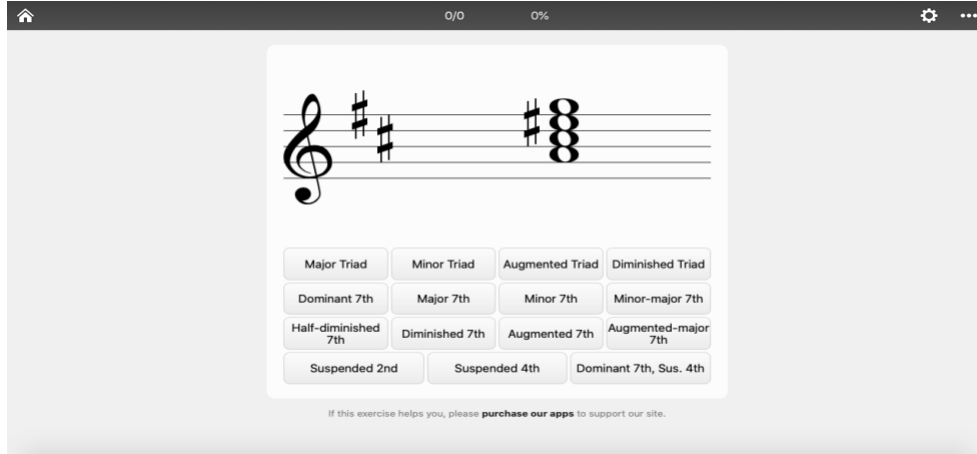 0/0 0%
Major Triad Minor Triad Augmented Triad Diminished Triad
Dominant 7th Major 7th Minor 7th Minor-major 7th
Half-diminished 7th Diminished 7th Augmented 7th Augmented-major 7th
Suspended 2nd Suspended 4th Dominant 7th, Sus. 4th
If this exercise helps you, please purchase our apps to support our site.